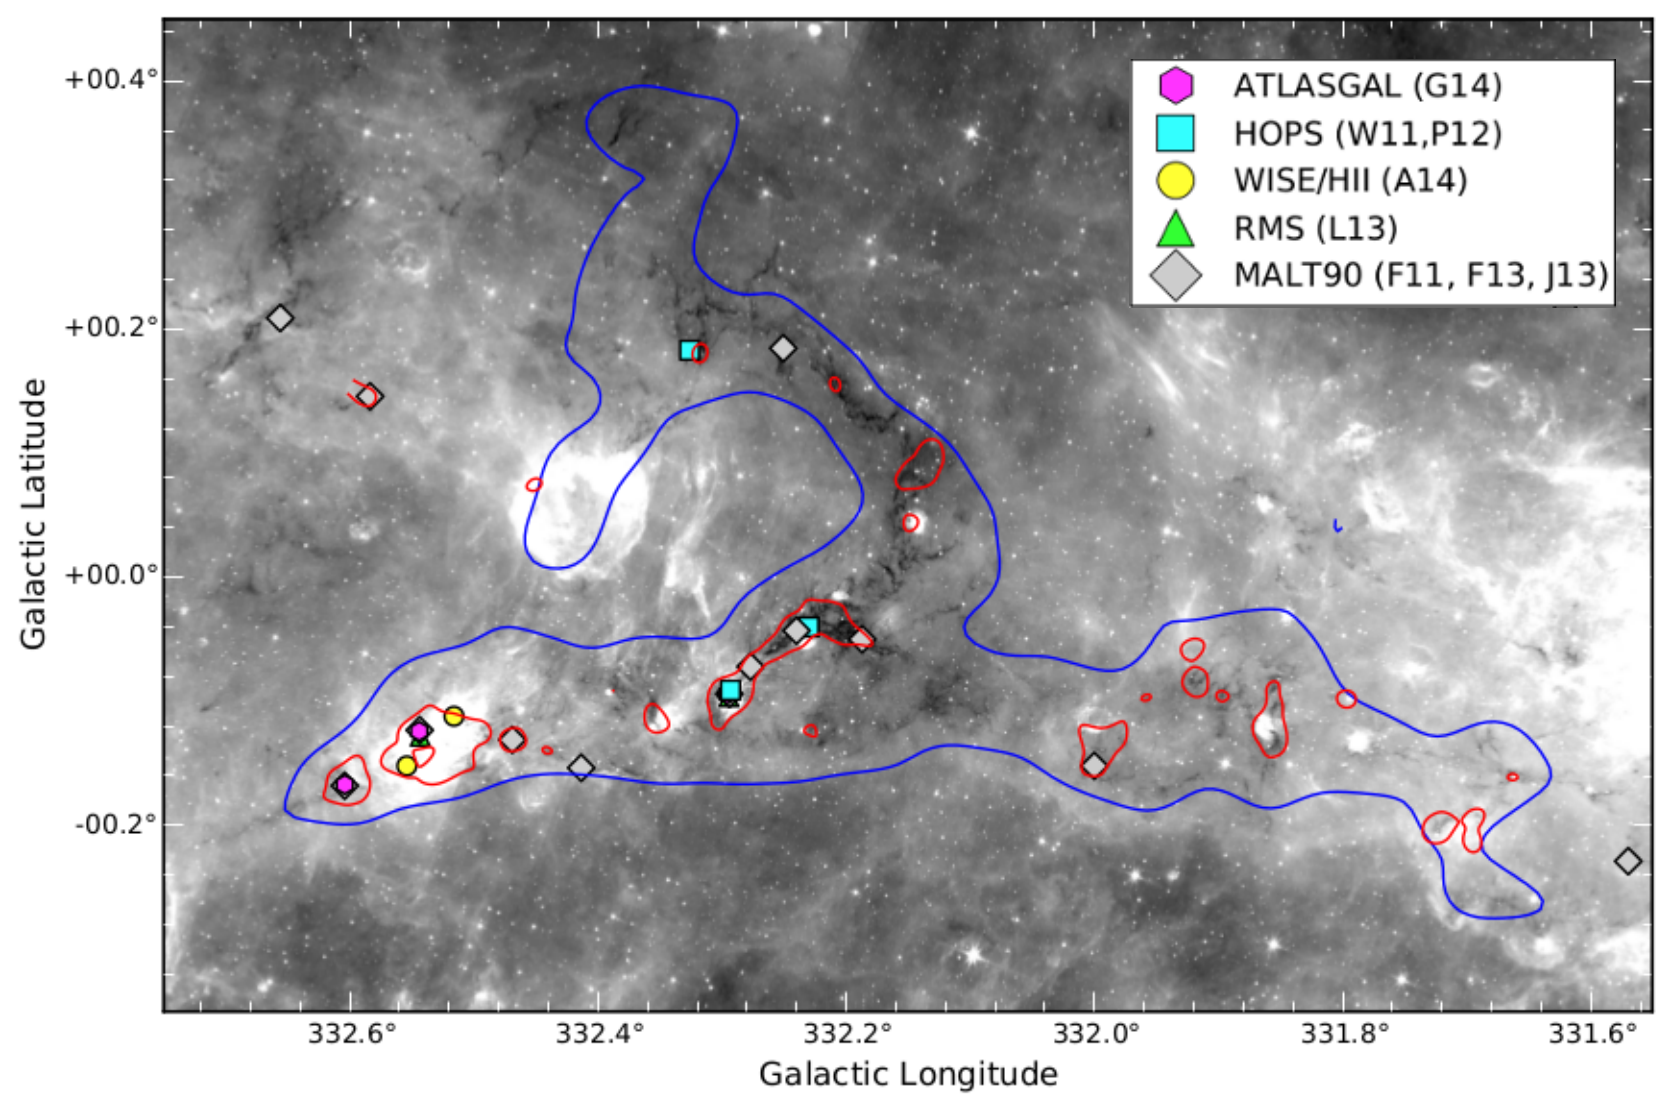 +00.4°
+00.2°
+00.0°
-00.2°
Galactic Latitude
ATLASGAL (G14)
HOPS (W11,P12)
WISE/HII (A14)
RMS (L13)
MALT90 (F11, F13, J13)
332.6° 332.4° 332.2° 332.0° 331.8° 331.6°
Galactic Longitude